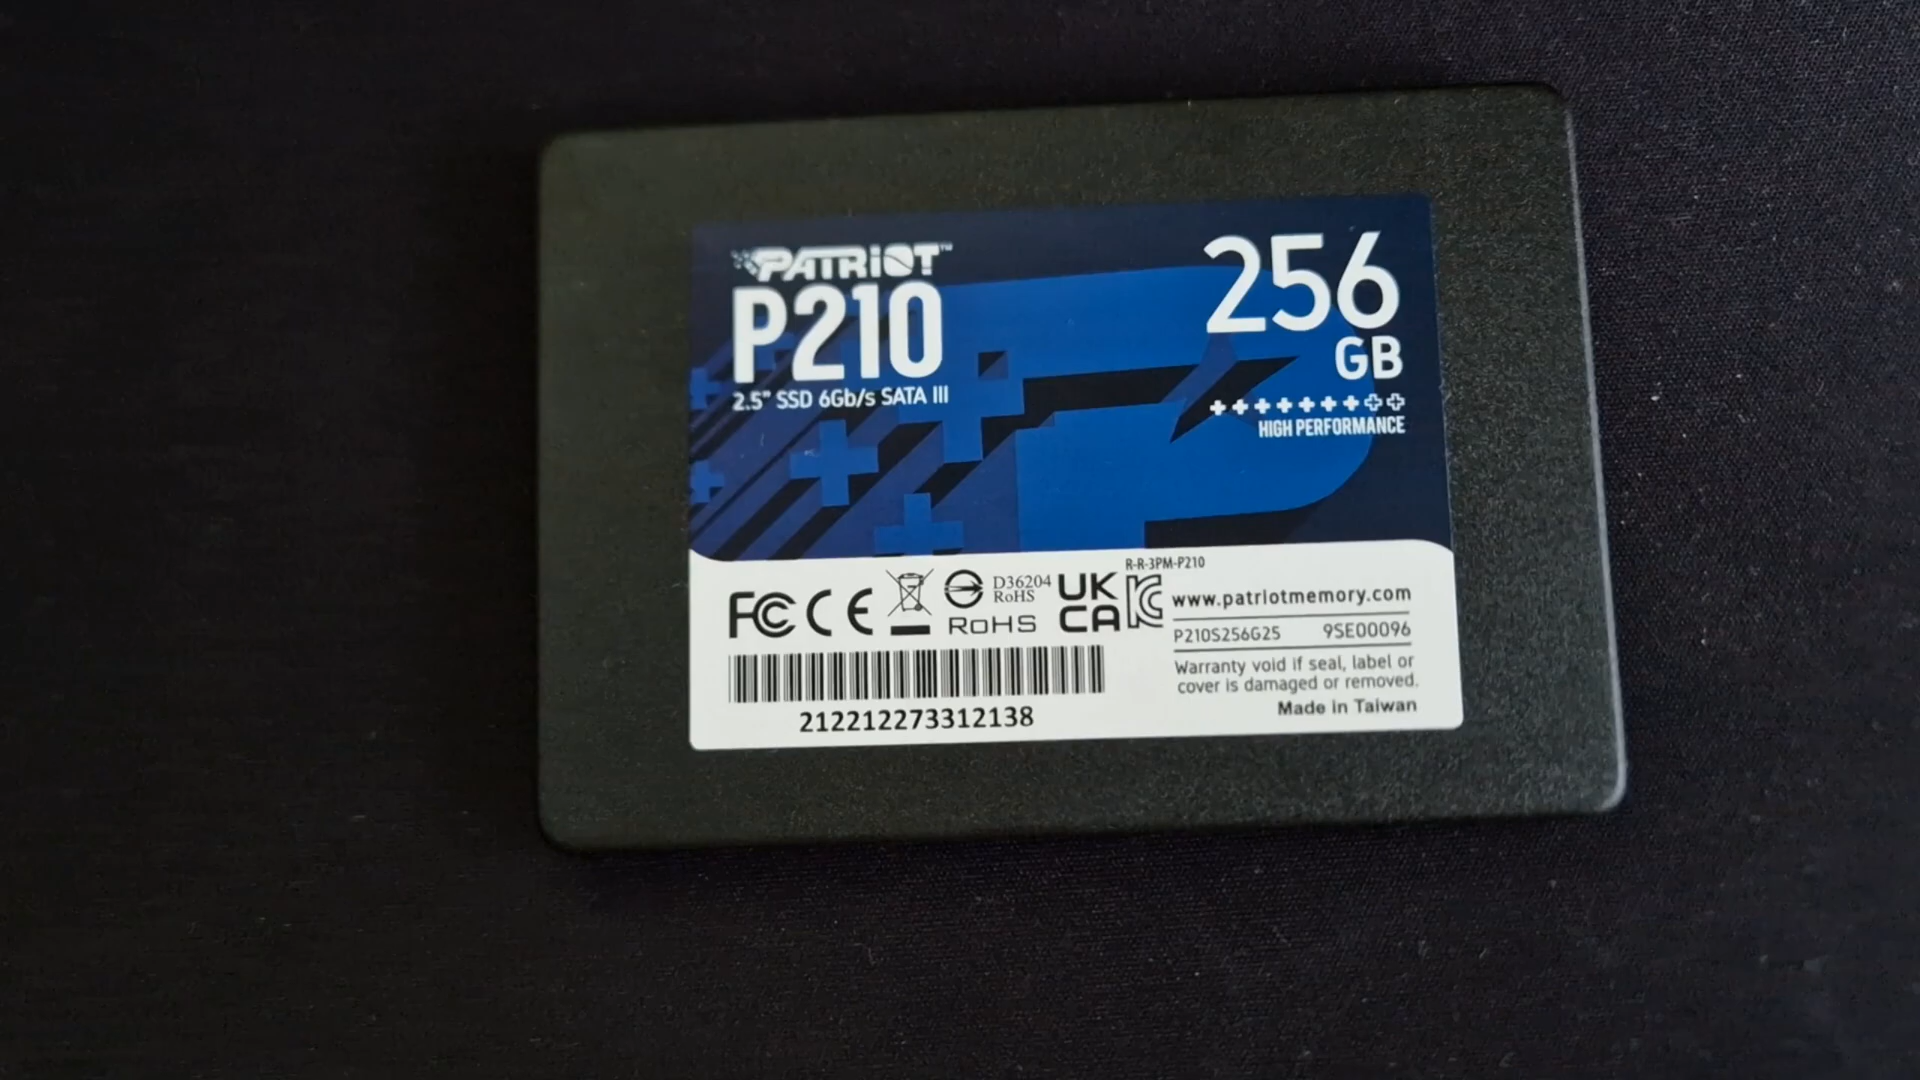 PATRIOT™
P210
2.5" SSD 6Gb/s SATA III
256
GB
HIGH PERFORMANCE
FC CE
D36204
RoHS
RoHS
UK
CA
R-R-3PM-P210
www.patriotmemory.com
P210S256G25 9SE00096
Warranty void if seal, label or
cover is damaged or removed.
Made in Taiwan
212212273312138